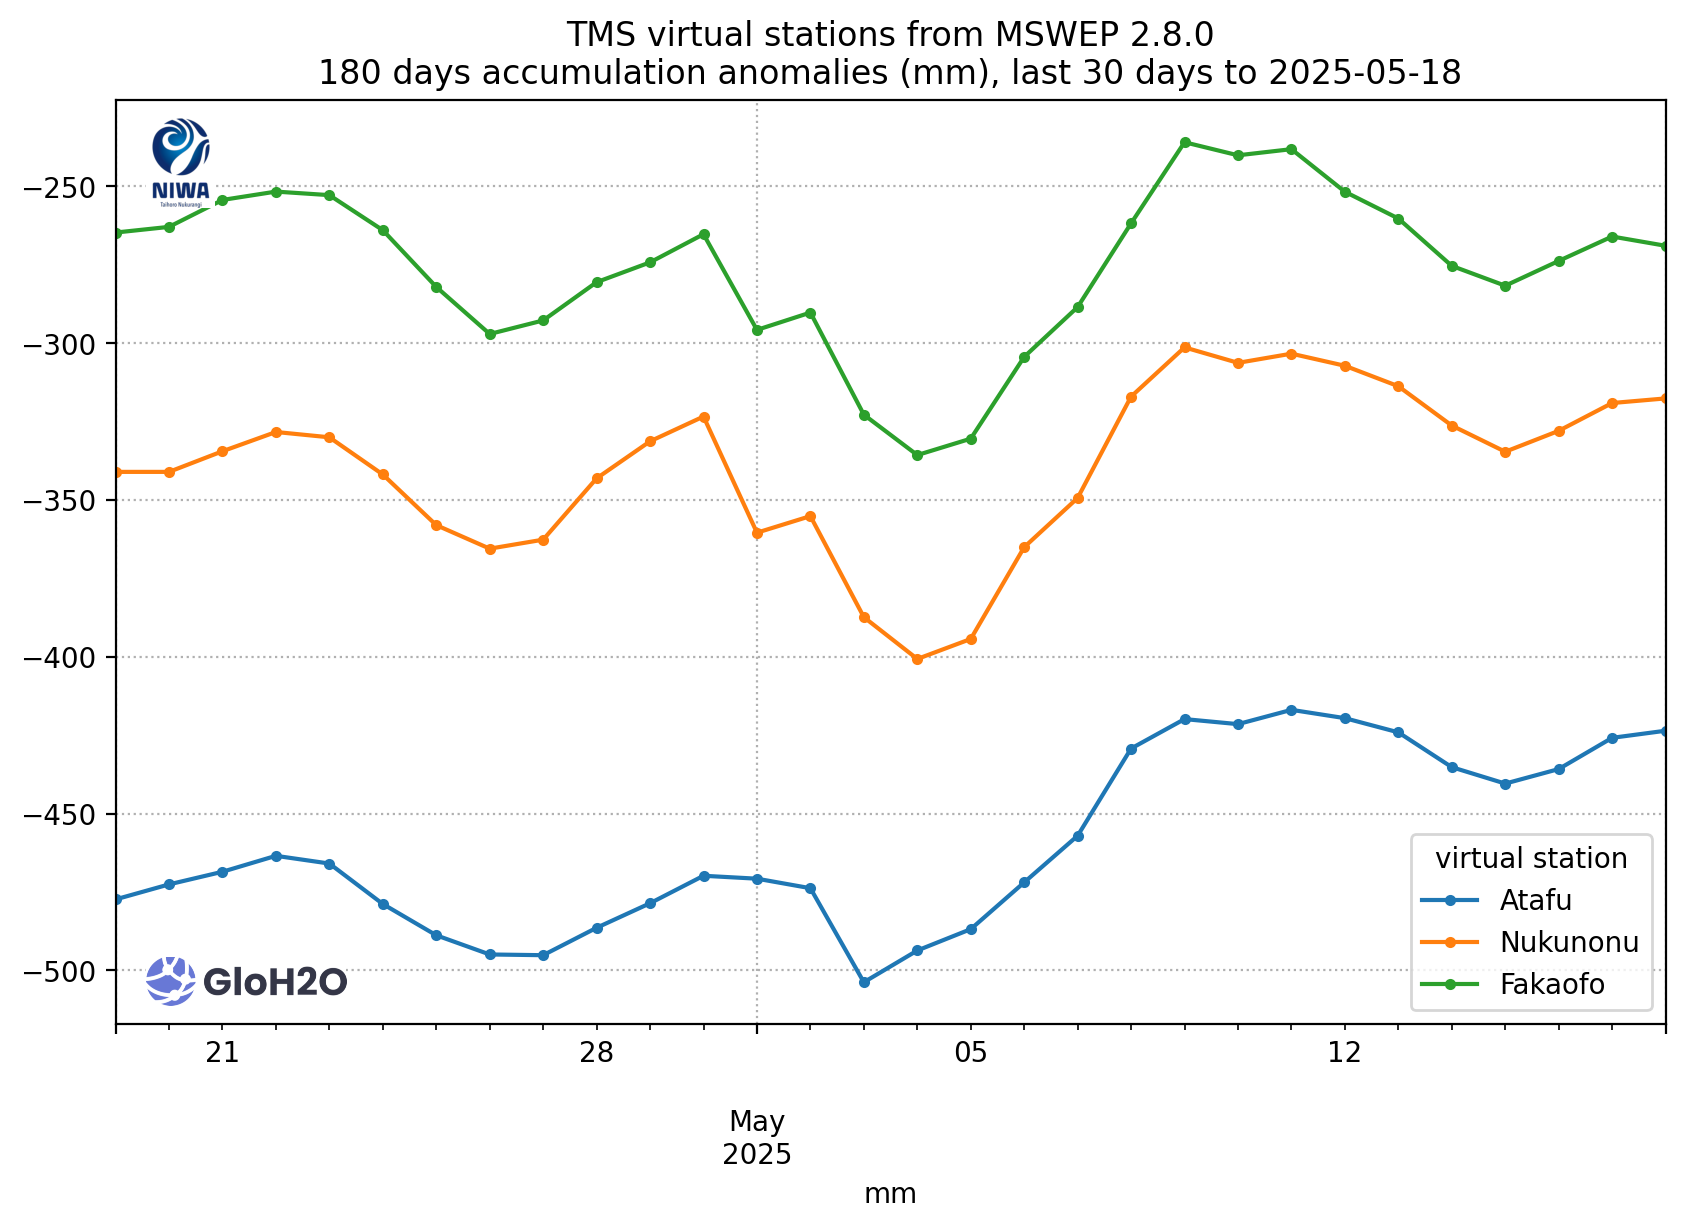 TMS virtual stations from MSWEP 2.8.0
180 days accumulation anomalies (mm), last 30 days to 2025-05-18
NIWA
Taihoro Nukurangi
−250
−300
−350
−400
−450
−500
virtual station
Atafu
Nukunonu
Fakaofo
GloH2O
21
28
05
12
May
2025
mm